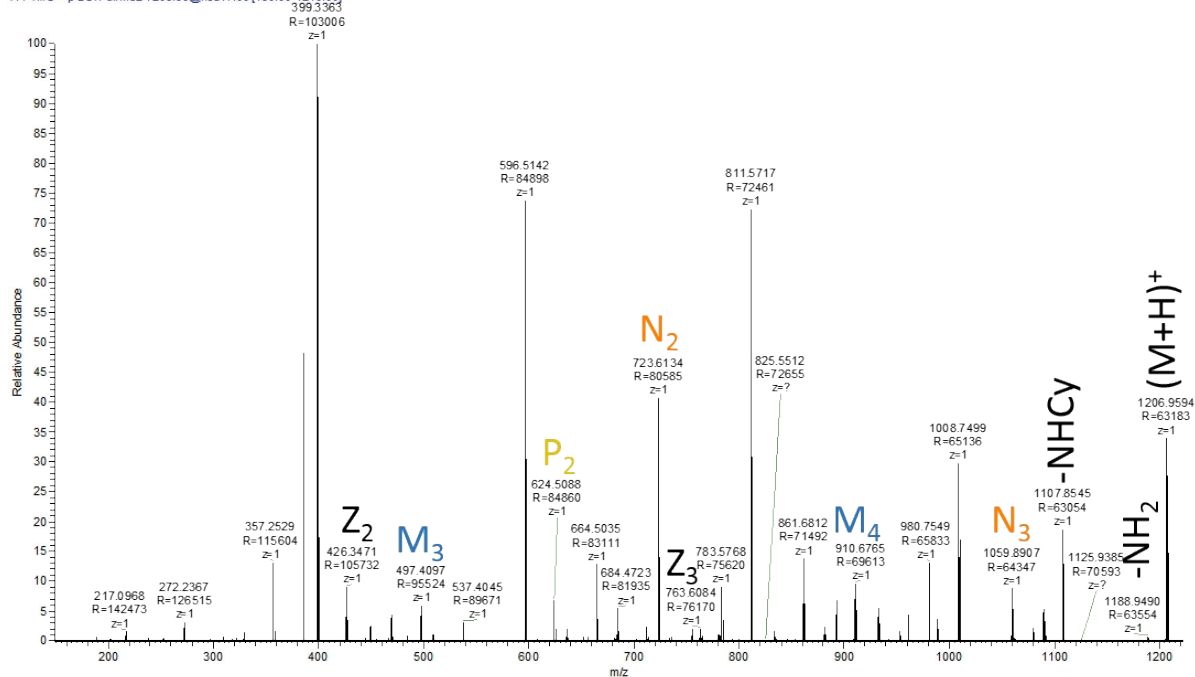 399.3363
R=103006
z=1
100
95
90
85
80
75
70
65
60
55
50
45
40
35
30
25
20
15
10
5
0
Relative Abundance
217.0968
R=142473
z=1
272.2367
R=126515
z=1
357.2529
R=115604
z=1
Z2
426.3471
R=105732
z=1
M3
497.4097
R=95524
z=1
537.4045
R=89671
z=1
596.5142
R=84898
z=1
P2
624.5088
R=84860
z=1
664.5035
R=83111
z=1
684.4723
R=81935
z=1
N2
723.6134
R=80585
z=1
Z3
763.6084
R=76170
z=1
783.5768
R=75620
z=1
811.5717
R=72461
z=1
825.5512
R=72655
z=?
861.6812
R=71492
z=1
M4
910.6765
R=69613
z=1
980.7549
R=65833
z=1
1008.7499
R=65136
z=1
N3
1059.8907
R=64347
z=1
-NHCy
1107.8545
R=63054
z=1
1125.9385
R=70593
z=?
-NH2
1188.9490
R=63554
z=1
(M+H)+
1206.9594
R=63183
z=1
200
300
400
500
600
700
800
900
1000
1100
1200
m/z